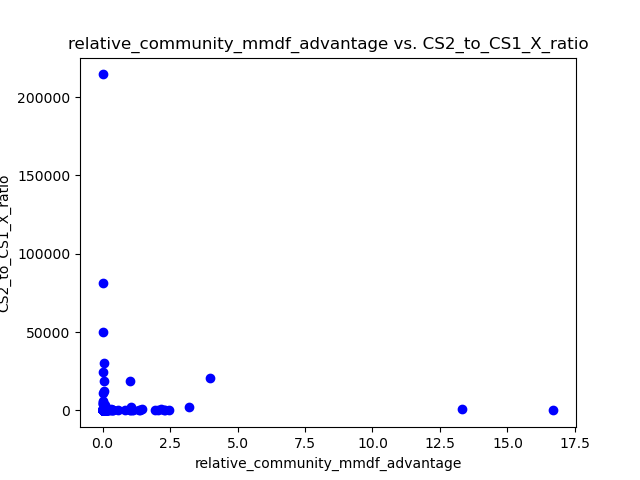 relative_community_mmdf_advantage vs. CS2_to_CS1_X_ratio
200000
150000
100000
50000
0
CS2_to_CS1_X_ratio
0.0 2.5 5.0 7.5 10.0 12.5 15.0 17.5
relative_community_mmdf_advantage